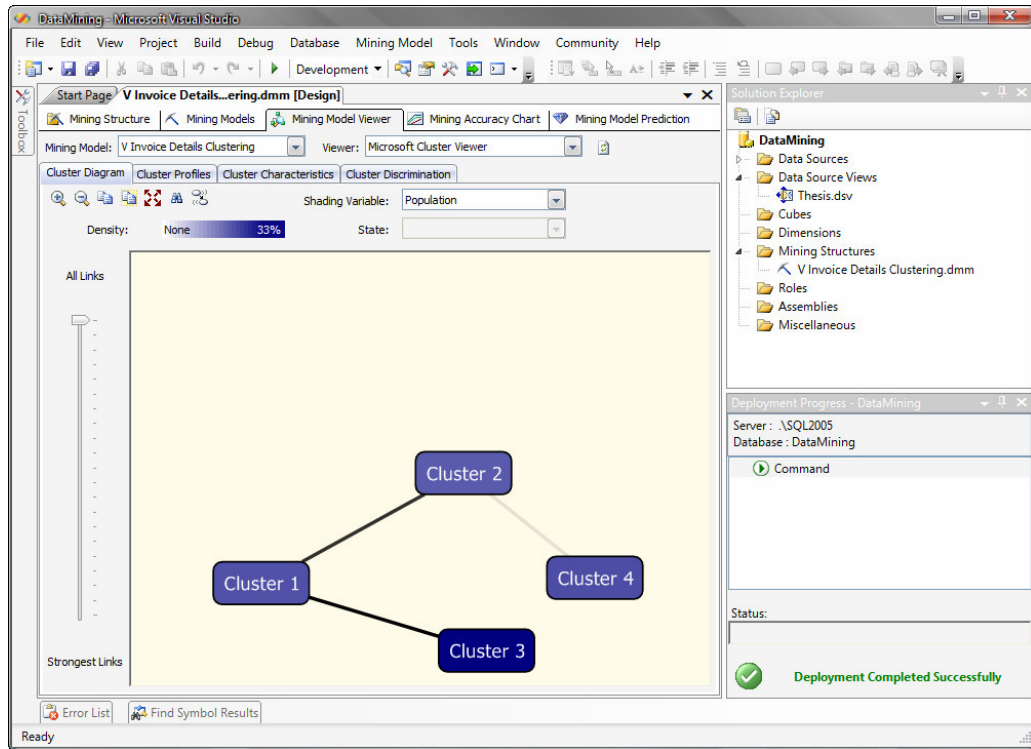 DataMining - Microsoft Visual Studio
File Edit View Project Build Debug Database Mining Model Tools Window Community Help
Development
Toolbox
Start Page V Invoice Details...ering.dmm [Design]
Mining Structure Mining Models Mining Model Viewer Mining Accuracy Chart Mining Model Prediction
Mining Model: V Invoice Details Clustering Viewer: Microsoft Cluster Viewer
Cluster Diagram Cluster Profiles Cluster Characteristics Cluster Discrimination
Shading Variable: Population
Density: None 33% State:
All Links
Strongest Links
Cluster 2
Cluster 1
Cluster 4
Cluster 3
Solution Explorer
DataMining
Data Sources
Data Source Views
Thesis.dsv
Cubes
Dimensions
Mining Structures
V Invoice Details Clustering.dmm
Roles
Assemblies
Miscellaneous
Deployment Progress - DataMining
Server : .\SQL2005
Database : DataMining
Command
Status:
Deployment Completed Successfully
Error List Find Symbol Results
Ready